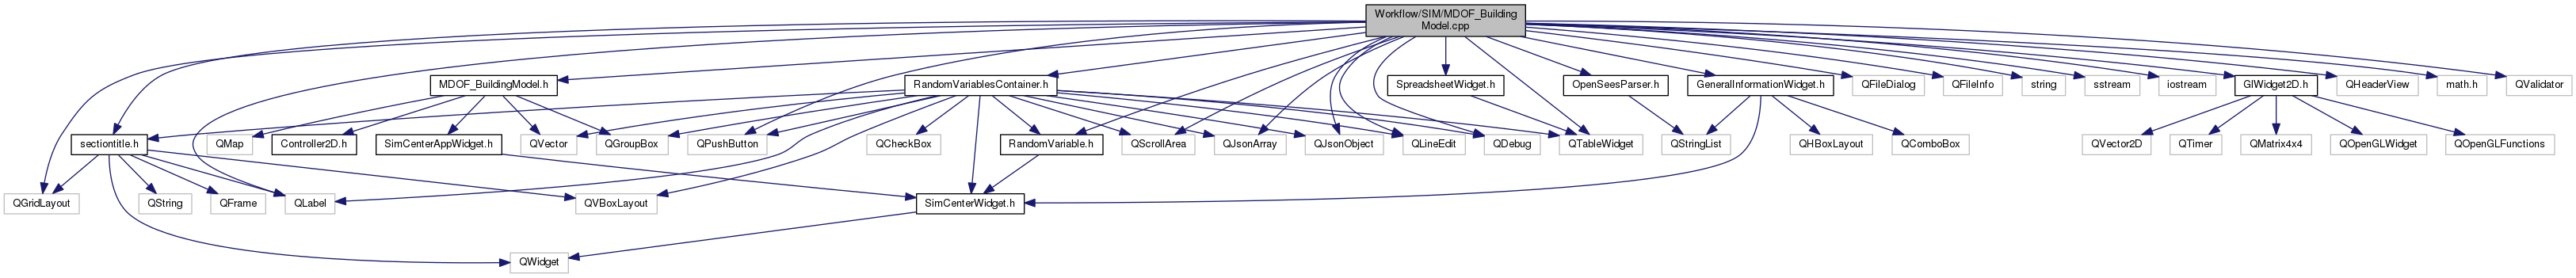 Workflow/SIM/MDOF_Building
Model.cpp
MDOF_BuildingModel.h
RandomVariablesContainer.h
SpreadsheetWidget.h
OpenSeesParser.h
GeneralInformationWidget.h
QFileDialog
QFileInfo
string
sstream
iostream
GlWidget2D.h
QHeaderView
math.h
QValidator
sectiontitle.h
QMap
Controller2D.h
SimCenterAppWidget.h
QVector
QGroupBox
QPushButton
QCheckBox
RandomVariable.h
QScrollArea
QJsonArray
QJsonObject
QLineEdit
QDebug
QTableWidget
QStringList
QHBoxLayout
QComboBox
QVector2D
QTimer
QMatrix4x4
QOpenGLWidget
QOpenGLFunctions
QGridLayout
QString
QFrame
QLabel
QVBoxLayout
SimCenterWidget.h
QWidget